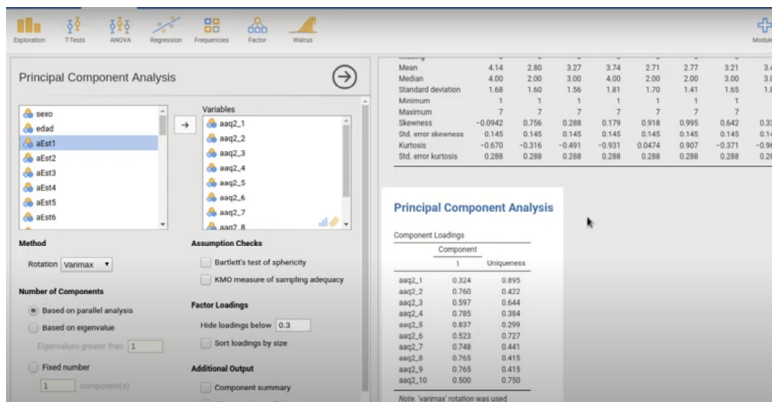 Exploration T-Tests ANOVA Regression Frequencies Factor Walrus
Principal Component Analysis
sexo
edad
aEst1
aEst2
aEst3
aEst4
aEst5
aEst6
Variables
aaq2_1
aaq2_2
aaq2_3
aaq2_4
aaq2_5
aaq2_6
aaq2_7
aaq2_8
Method
Rotation Varimax
Number of Components
Based on parallel analysis
Based on eigenvalue
Eigenvalues greater than 1
Fixed number
1 component(s)
Assumption Checks
Bartlett's test of sphericity
KMO measure of sampling adequacy
Factor Loadings
Hide loadings below 0.3
Sort loadings by size
Additional Output
Component summary
Mean 4.14 2.80 3.27 3.74 2.71 2.77 3.21
Median 4.00 2.00 3.00 4.00 2.00 2.00 3.00
Standard deviation 1.68 1.60 1.56 1.81 1.70 1.41 1.65
Minimum 1 1 1 1 1 1 1
Maximum 7 7 7 7 7 7 7
Skewness -0.0942 0.756 0.288 0.179 0.918 0.995 0.642
Std. error skewness 0.145 0.145 0.145 0.145 0.145 0.145 0.145
Kurtosis -0.670 -0.316 -0.491 -0.931 0.0474 0.907 -0.371
Std. error kurtosis 0.288 0.288 0.288 0.288 0.288 0.288 0.288
Principal Component Analysis
Component Loadings
Component
1 Uniqueness
aaq2_1 0.324 0.895
aaq2_2 0.760 0.422
aaq2_3 0.597 0.644
aaq2_4 0.785 0.384
aaq2_5 0.837 0.299
aaq2_6 0.523 0.727
aaq2_7 0.748 0.441
aaq2_8 0.765 0.415
aaq2_9 0.765 0.415
aaq2_10 0.500 0.750
Note. 'varimax' rotation was used